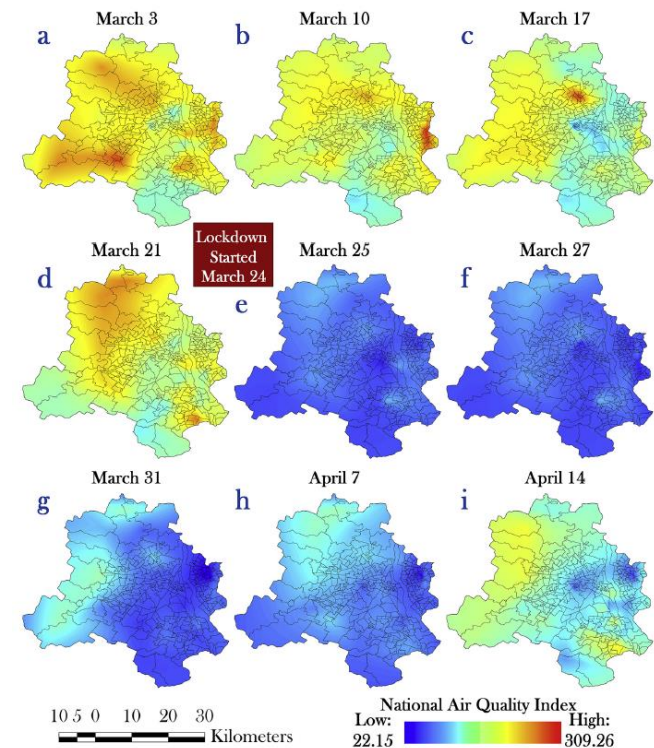 March 3
March 10
March 17
a
b
c
March 21
Lockdown
Started
March 24
March 25
March 27
d
e
f
March 31
April 7
April 14
g
h
i
10 5 0 10 20 30
Kilometers
National Air Quality Index
Low:
High:
22.15
309.26